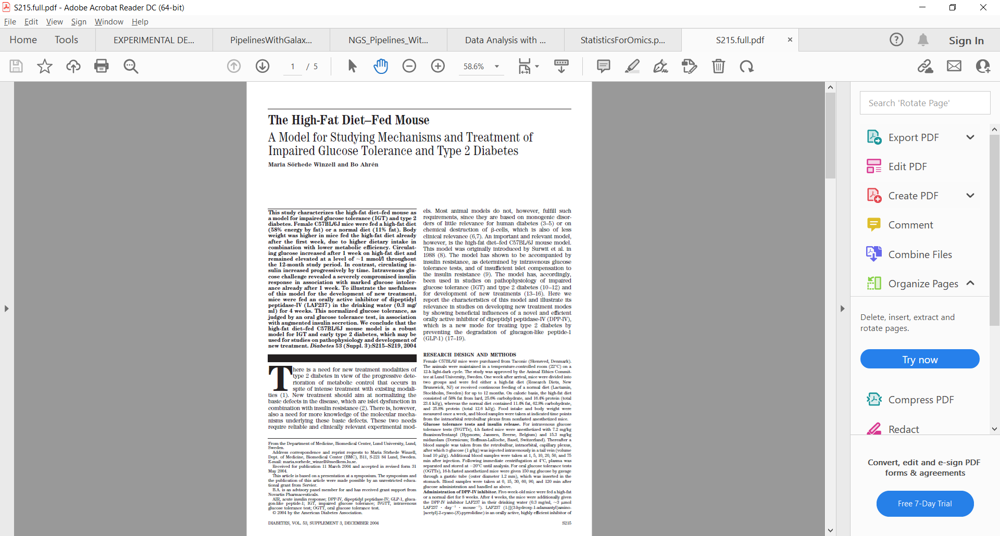 S215.full.pdf - Adobe Acrobat Reader DC (64-bit)
File Edit View Sign Window Help
Home Tools EXPERIMENTAL DE... PipelinesWithGalax... NGS_Pipelines_Wit... Data Analysis with ... StatisticsForOmics.p... S215.full.pdf × Sign In
1 / 5 58.6%
The High-Fat Diet–Fed Mouse
A Model for Studying Mechanisms and Treatment of
Impaired Glucose Tolerance and Type 2 Diabetes
Maria Sörhede Winzell and Bo Ahrén
This study characterizes the high-fat diet–fed mouse as
a model for impaired glucose tolerance (IGT) and type 2
diabetes. Female C57BL/6J mice were fed a high-fat diet
(58% energy by fat) or a normal diet (11% fat). Body
weight was higher in mice fed the high-fat diet already
after the first week, due to higher dietary intake in
combination with lower metabolic efficiency. Circulat-
ing glucose increased after 1 week on high-fat diet and
remained elevated at a level of ~1 mmol/l throughout
the 12-month study period. In contrast, circulating in-
sulin increased progressively by time. Intravenous glu-
cose challenge revealed a severely compromised insulin
response in association with marked glucose intoler-
ance already after 1 week. To illustrate the usefulness
of this model for the development of new treatment,
mice were fed an orally active inhibitor of dipeptidyl
peptidase-IV (LAF237) in the drinking water (0.3 mg/
ml) for 4 weeks. This normalized glucose tolerance, as
judged by an oral glucose tolerance test, in association
with augmented insulin secretion. We conclude that the
high-fat diet–fed C57BL/6J mouse model is a robust
model for IGT and early type 2 diabetes, which may be
used for studies on pathophysiology and development of
new treatment. Diabetes 53 (Suppl. 3):S215–S219, 2004
There is a need for new treatment modalities of
type 2 diabetes in view of the progressive dete-
rioration of metabolic control that occurs in
spite of intense treatment with existing modali-
ties (1). New treatment should aim at normalizing the
basic defects in the disease, which are islet dysfunction in
combination with insulin resistance (2). There is, however,
also a need for more knowledge of the molecular mecha-
nisms underlying these basic defects. These two needs
require reliable and clinically relevant experimental mod-
From the Department of Medicine, Biomedical Center, Lund University, Lund,
Sweden.
Address correspondence and reprint requests to Maria Sörhede Winzell,
Dept. of Medicine, Biomedical Center (BMC), B11, S-221 84 Lund, Sweden.
E-mail: maria.sorhede_winzell@medkem.lu.se.
Received for publication 11 March 2004 and accepted in revised form 31
May 2004.
This article is based on a presentation at a symposium. The symposium and
the publication of this article were made possible by an unrestricted educa-
tional grant from Servier.
B.A. is an advisory panel member for and has received grant support from
Novartis Pharmaceuticals.
AIR, acute insulin response; DPP-IV, dipeptidyl peptidase-IV; GLP-1, gluca-
gon-like peptide-1; IGT, impaired glucose tolerance; IVGTT, intravenous
glucose tolerance test; OGTT, oral glucose tolerance test.
© 2004 by the American Diabetes Association.
els. Most animal models do not, however, fulfill such
requirements, since they are based on monogenic disor-
ders of little relevance for human diabetes (3–5) or on
chemical destruction of β-cells, which is also of less
clinical relevance (6,7). An important and relevant model,
however, is the high-fat diet–fed C57BL/6J mouse model.
This model was originally introduced by Surwit et al. in
1988 (8). The model has shown to be accompanied by
insulin resistance, as determined by intravenous glucose
tolerance tests, and of insufficient islet compensation to
the insulin resistance (9). The model has, accordingly,
been used in studies on pathophysiology of impaired
glucose tolerance (IGT) and type 2 diabetes (10–12) and
for development of new treatments (13–16). Here we
report the characteristics of this model and illustrate its
relevance in studies on developing new treatment modes
by showing beneficial influences of a novel and efficient
orally active inhibitor of dipeptidyl peptidase-IV (DPP-IV),
which is a new mode for treating type 2 diabetes by
preventing the degradation of glucagon-like peptide-1
(GLP-1) (17–19).
RESEARCH DESIGN AND METHODS
Female C57BL/6J mice were purchased from Taconic (Skensved, Denmark).
The animals were maintained in a temperature-controlled room (22°C) on a
12-h light-dark cycle. The study was approved by the Animal Ethics Commit-
tee at Lund University, Sweden. One week after arrival, mice were divided into
two groups and were fed either a high-fat diet (Research Diets, New
Brunswick, NJ) or received continuous feeding of a normal diet (Lactamin,
Stockholm, Sweden) for up to 12 months. On caloric basis, the high-fat diet
consisted of 58% fat from lard, 25.6% carbohydrate, and 16.4% protein (total
23.4 kJ/g), whereas the normal diet contained 11.4% fat, 62.8% carbohydrate,
and 25.8% protein (total 12.6 kJ/g). Food intake and body weight were
measured once a week, and blood samples were taken at indicated time points
from the intraorbital retrobulbar plexus from nonfasted anesthetized mice.
Glucose tolerance tests and insulin release. For intravenous glucose
tolerance tests (IVGTTs), 4-h fasted mice were anesthetized with 7.2 mg/kg
fluanison/fentanyl (Hypnorm; Janssen, Beerse, Belgium) and 15.3 mg/kg
midazolam (Dormicum; Hoffman-LaRoche, Basel, Switzerland). Thereafter a
blood sample was taken from the retrobulbar, intraorbital, capillary plexus,
after which D-glucose (1 g/kg) was injected intravenously in a tail vein (volume
load 10 μl/g). Additional blood samples were taken at 1, 5, 10, 20, 50, and 75
min after injection. Following immediate centrifugation at 4°C, plasma was
separated and stored at −20°C until analysis. For oral glucose tolerance tests
(OGTTs), 16-h fasted anesthetized mice were given 150 mg glucose by gavage
through a gastric tube (outer diameter 1.2 mm), which was inserted in the
stomach. Blood samples were taken at 0, 15, 30, 60, 90, and 120 min after
glucose administration and handled as above.
Administration of DPP-IV inhibitor. Five-week-old mice were fed a high-fat
or a normal diet for 8 weeks. After 4 weeks, the mice were additionally given
the DPP-IV inhibitor LAF237 in their drinking water (0.3 mg/ml, ~3 μmol
LAF237 · day⁻¹ · mouse⁻¹). LAF237 (1-[[(3-hydroxy-1-adamantyl)amino-
]acetyl]-2-cyano-(S)-pyrrolidine) is an orally active, highly efficient inhibitor of
DIABETES, VOL. 53, SUPPLEMENT 3, DECEMBER 2004 S215
Search 'Rotate Page'
Export PDF
Edit PDF
Create PDF
Comment
Combine Files
Organize Pages
Delete, insert, extract and
rotate pages.
Try now
Compress PDF
Redact
Convert, edit and e-sign PDF
forms & agreements
Free 7-Day Trial